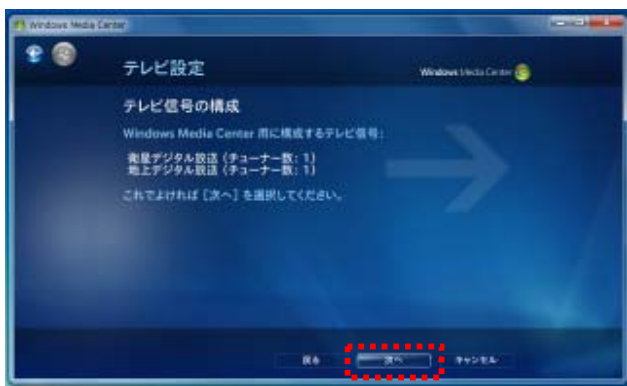 Windows Media Center
テレビ設定
Windows Media Center
テレビ信号の構成
Windows Media Center 用に構成するテレビ信号:
衛星デジタル放送 (チューナー数: 1)
地上デジタル放送 (チューナー数: 1)
これでよければ [次へ] を選択してください。
戻る 次へ キャンセル